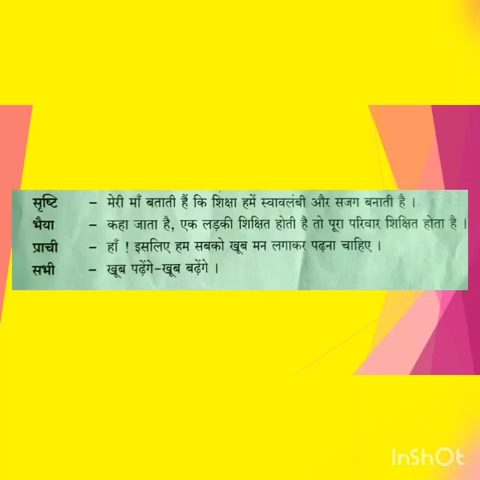 सृष्टि – मेरी माँ बताती हैं कि शिक्षा हमें स्वावलंबी और सजग बनाती है ।
भैया – कहा जाता है, एक लड़की शिक्षित होती है तो पूरा परिवार शिक्षित होता है ।
प्राची – हाँ ! इसलिए हम सबको खूब मन लगाकर पढ़ना चाहिए ।
सभी – खूब पढ़ेंगे-खूब बढ़ेंगे ।
InShOt